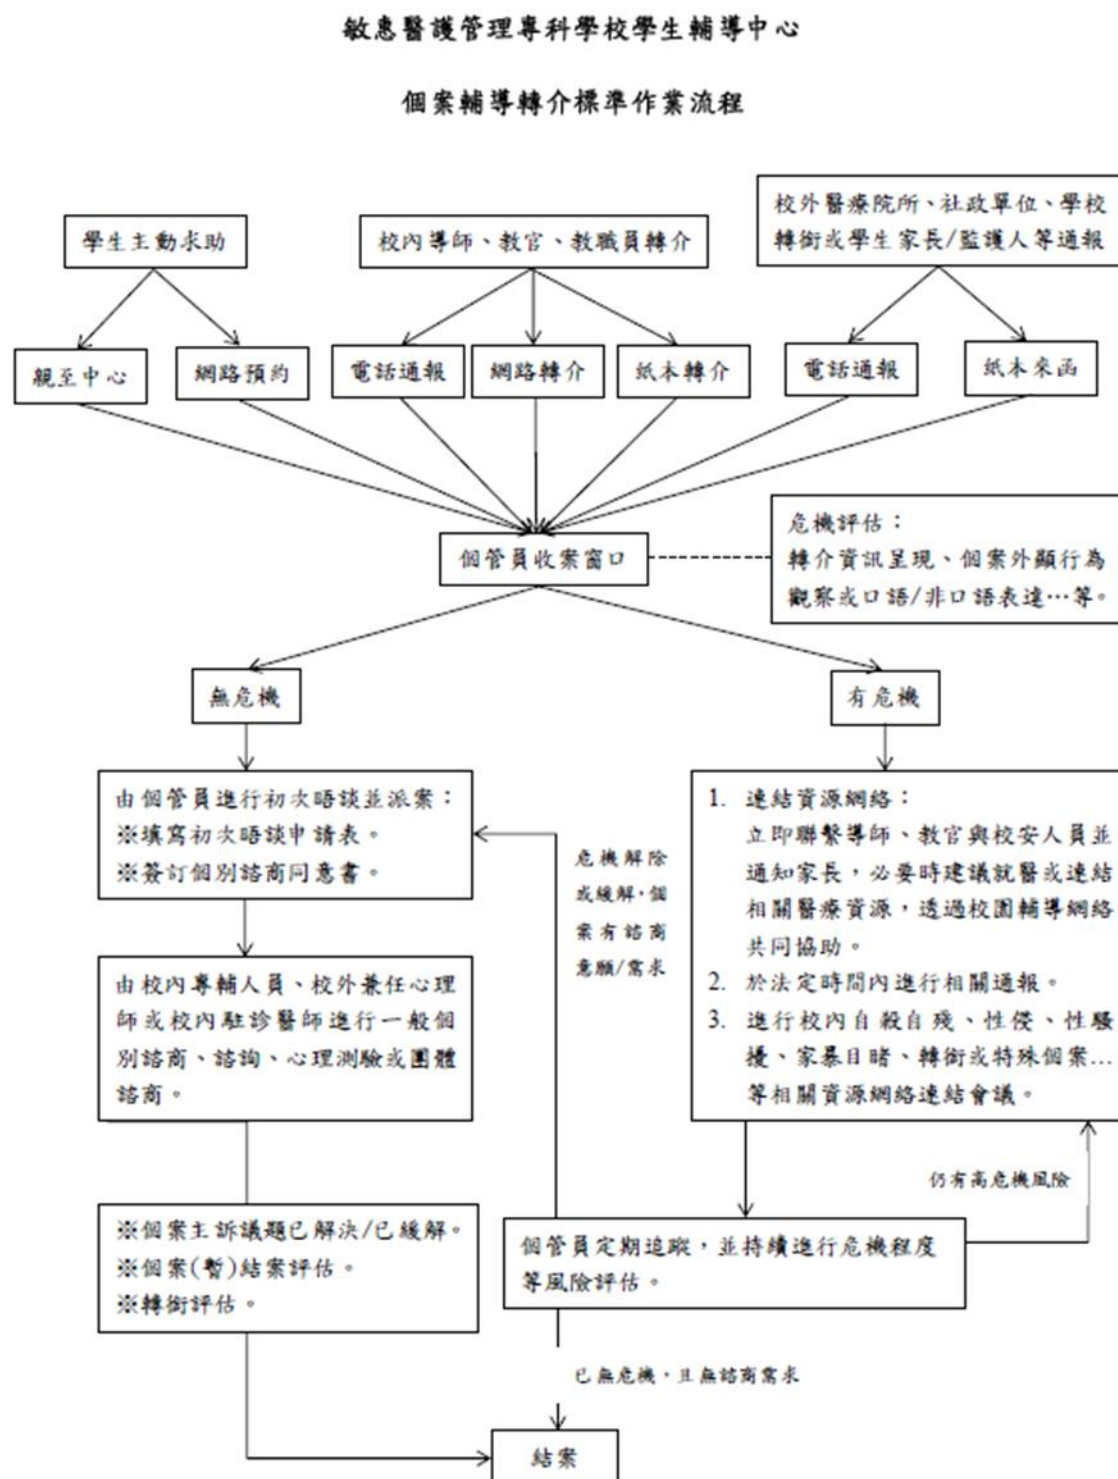 敏惠醫護管理專科學校學生輔導中心
個案輔導轉介標準作業流程
學生主動求助
校內導師、教官、教職員轉介
校外醫療院所、社政單位、學校
轉銜或學生家長/監護人等通報
親至中心
網路預約
電話通報
網路轉介
紙本轉介
電話通報
紙本來函
個管員收案窗口
危機評估：
轉介資訊呈現、個案外顯行為
觀察或口語/非口語表達…等。
無危機
有危機
由個管員進行初次晤談並派案：
※填寫初次晤談申請表。
※簽訂個別諮商同意書。
危機解除
或緩解，個
案有諮商
意願/需求
1. 連結資源網絡：
立即聯繫導師、教官與校安人員並
通知家長，必要時建議就醫或連結
相關醫療資源，透過校園輔導網絡
共同協助。
2. 於法定時間內進行相關通報。
3. 進行校內自殺自殘、性侵、性騷
擾、家暴目睹、轉銜或特殊個案…
等相關資源網絡連結會議。
由校內專輔人員、校外兼任心理
師或校內駐診醫師進行一般個
別諮商、諮詢、心理測驗或團體
諮商。
仍有高危機風險
※個案主訴議題已解決/已緩解。
※個案(暫)結案評估。
※轉銜評估。
個管員定期追蹤，並持續進行危機程度
等風險評估。
已無危機，且無諮商需求
結案